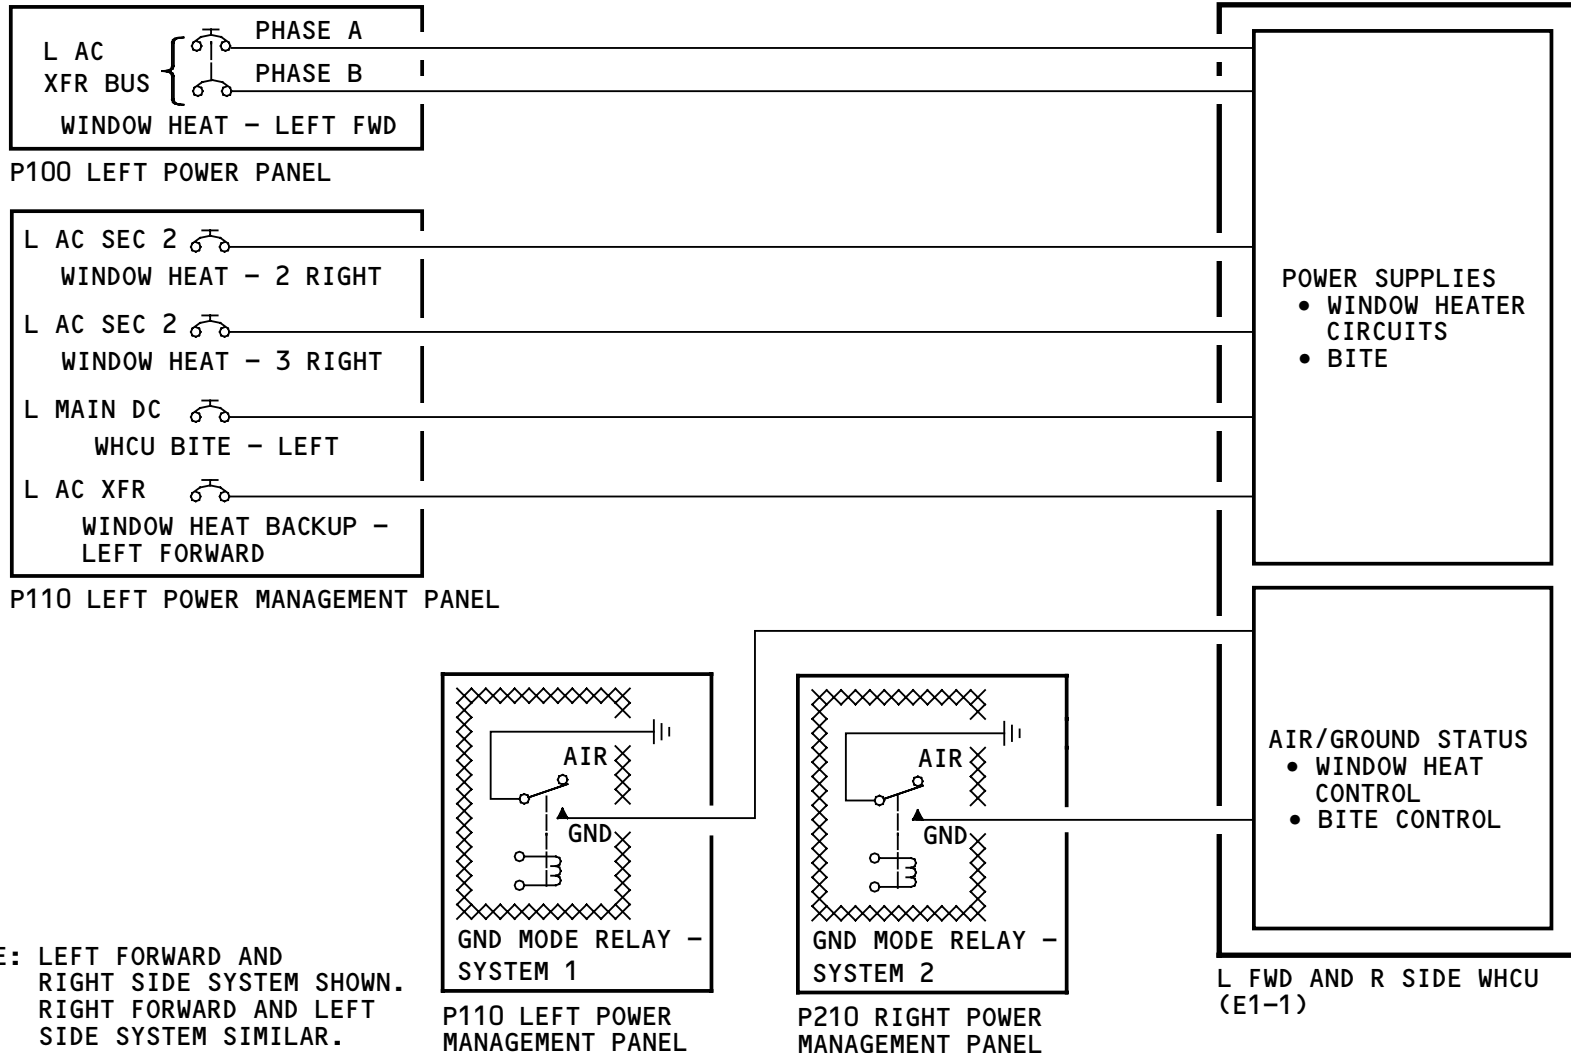 PHASE A
L AC
XFR BUS
PHASE B
WINDOW HEAT – LEFT FWD
P100 LEFT POWER PANEL
L AC SEC 2
WINDOW HEAT – 2 RIGHT
L AC SEC 2
WINDOW HEAT – 3 RIGHT
L MAIN DC
WHCU BITE – LEFT
L AC XFR
WINDOW HEAT BACKUP –
LEFT FORWARD
P110 LEFT POWER MANAGEMENT PANEL
POWER SUPPLIES
• WINDOW HEATER
CIRCUITS
• BITE
AIR
GND
GND MODE RELAY –
SYSTEM 1
P110 LEFT POWER
MANAGEMENT PANEL
AIR
GND
GND MODE RELAY –
SYSTEM 2
P210 RIGHT POWER
MANAGEMENT PANEL
AIR/GROUND STATUS
• WINDOW HEAT
CONTROL
• BITE CONTROL
L FWD AND R SIDE WHCU
(E1–1)
E: LEFT FORWARD AND
RIGHT SIDE SYSTEM SHOWN.
RIGHT FORWARD AND LEFT
SIDE SYSTEM SIMILAR.